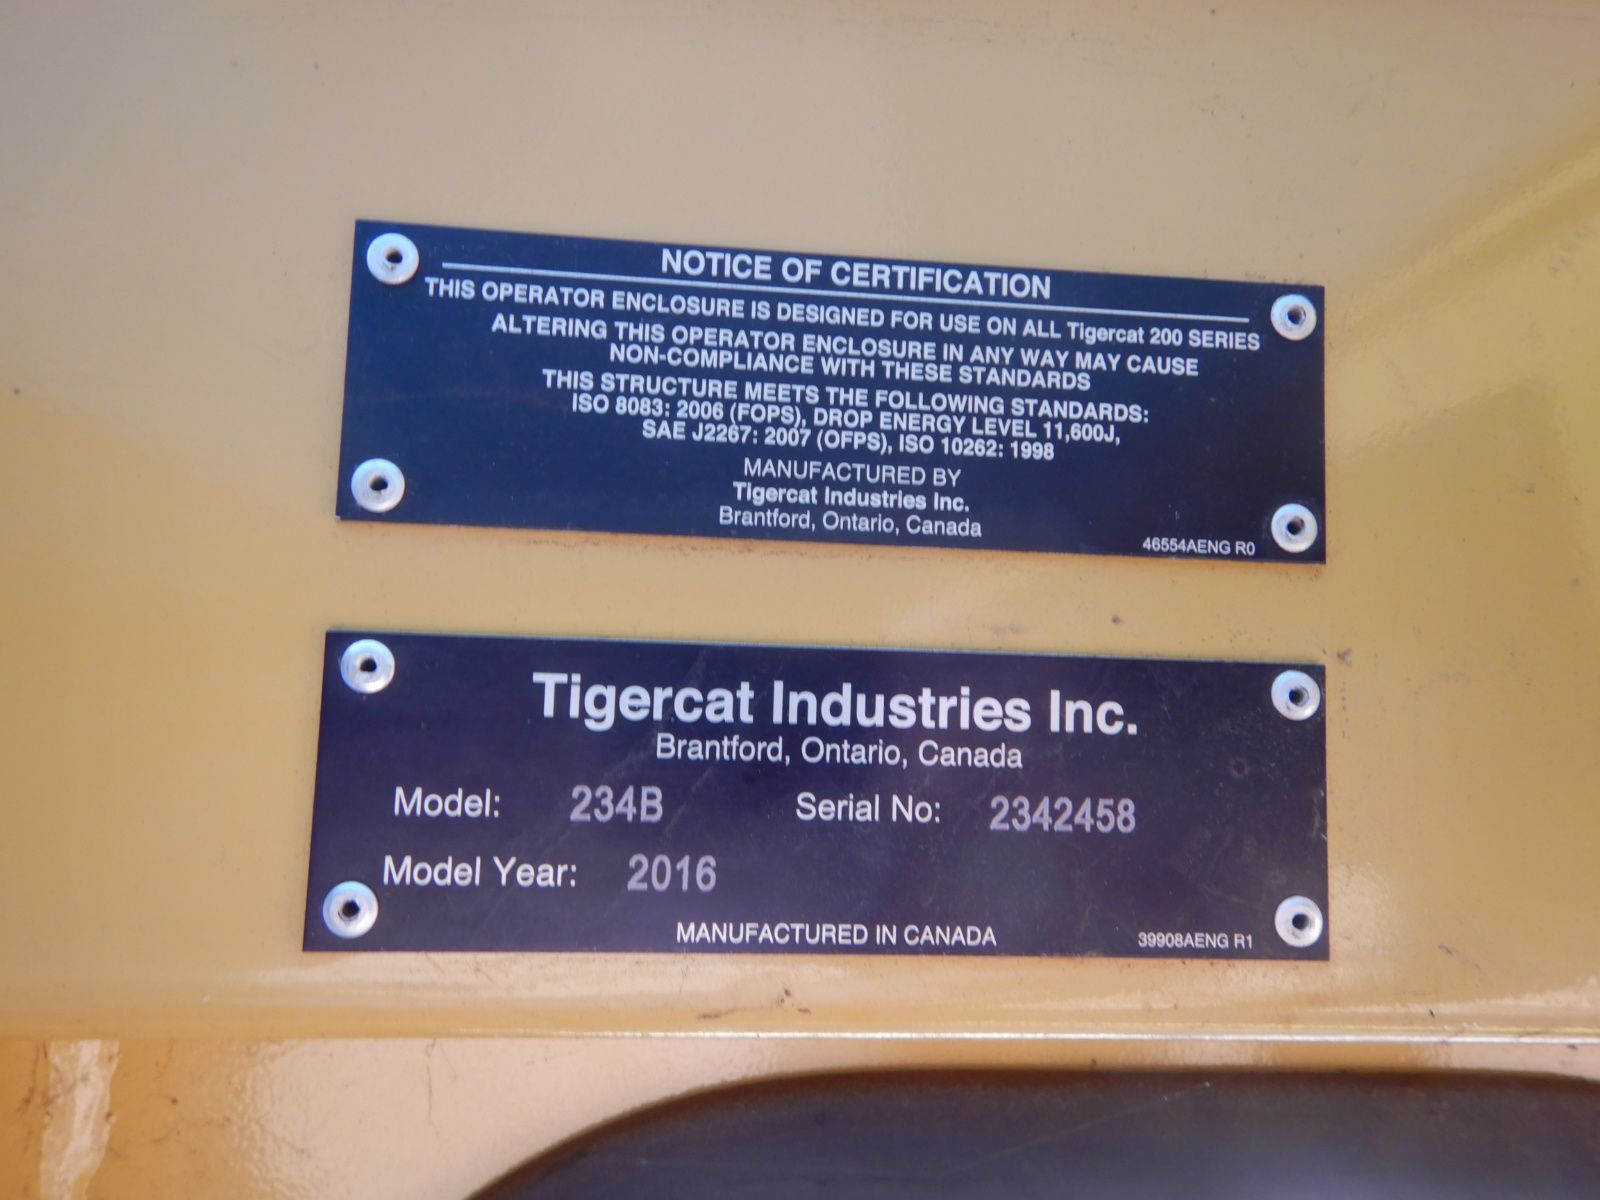 NOTICE OF CERTIFICATION
THIS OPERATOR ENCLOSURE IS DESIGNED FOR USE ON ALL Tigercat 200 SERIES
ALTERING THIS OPERATOR ENCLOSURE IN ANY WAY MAY CAUSE
NON-COMPLIANCE WITH THESE STANDARDS
THIS STRUCTURE MEETS THE FOLLOWING STANDARDS:
ISO 8083: 2006 (FOPS), DROP ENERGY LEVEL 11,600J,
SAE J2267: 2007 (OFPS), ISO 10262: 1998
MANUFACTURED BY
Tigercat Industries Inc.
Brantford, Ontario, Canada
46554AENG R0
Tigercat Industries Inc.
Brantford, Ontario, Canada
Model: 234B Serial No: 2342458
Model Year: 2016
MANUFACTURED IN CANADA 39908AENG R1